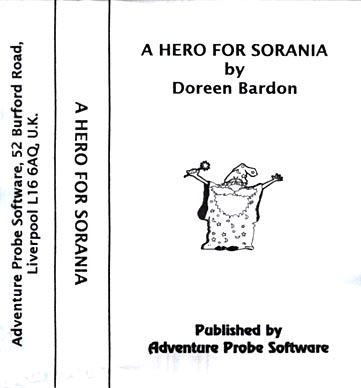 Adventure Probe Software, 52 Burford Road,
Liverpool L16 6AQ, U.K.
A HERO FOR SORANIA
A HERO FOR SORANIA
by
Doreen Bardon
Published by
Adventure Probe Software